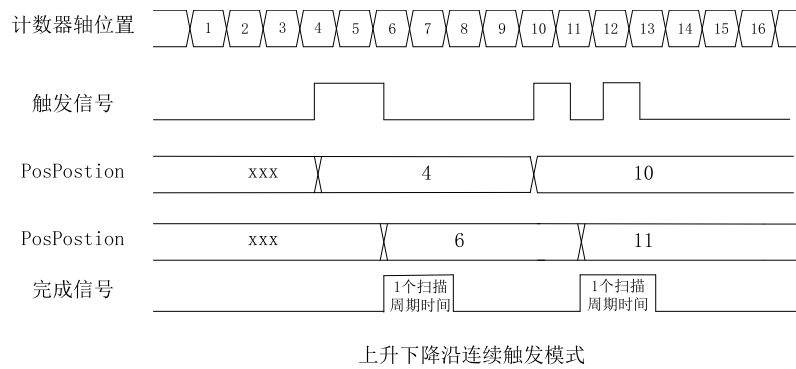 计数器轴位置 1 2 3 4 5 6 7 8 9 10 11 12 13 14 15 16
触发信号
PosPostion xxx 4 10
PosPostion xxx 6 11
完成信号 1个扫描 1个扫描
周期时间 周期时间
上升下降沿连续触发模式